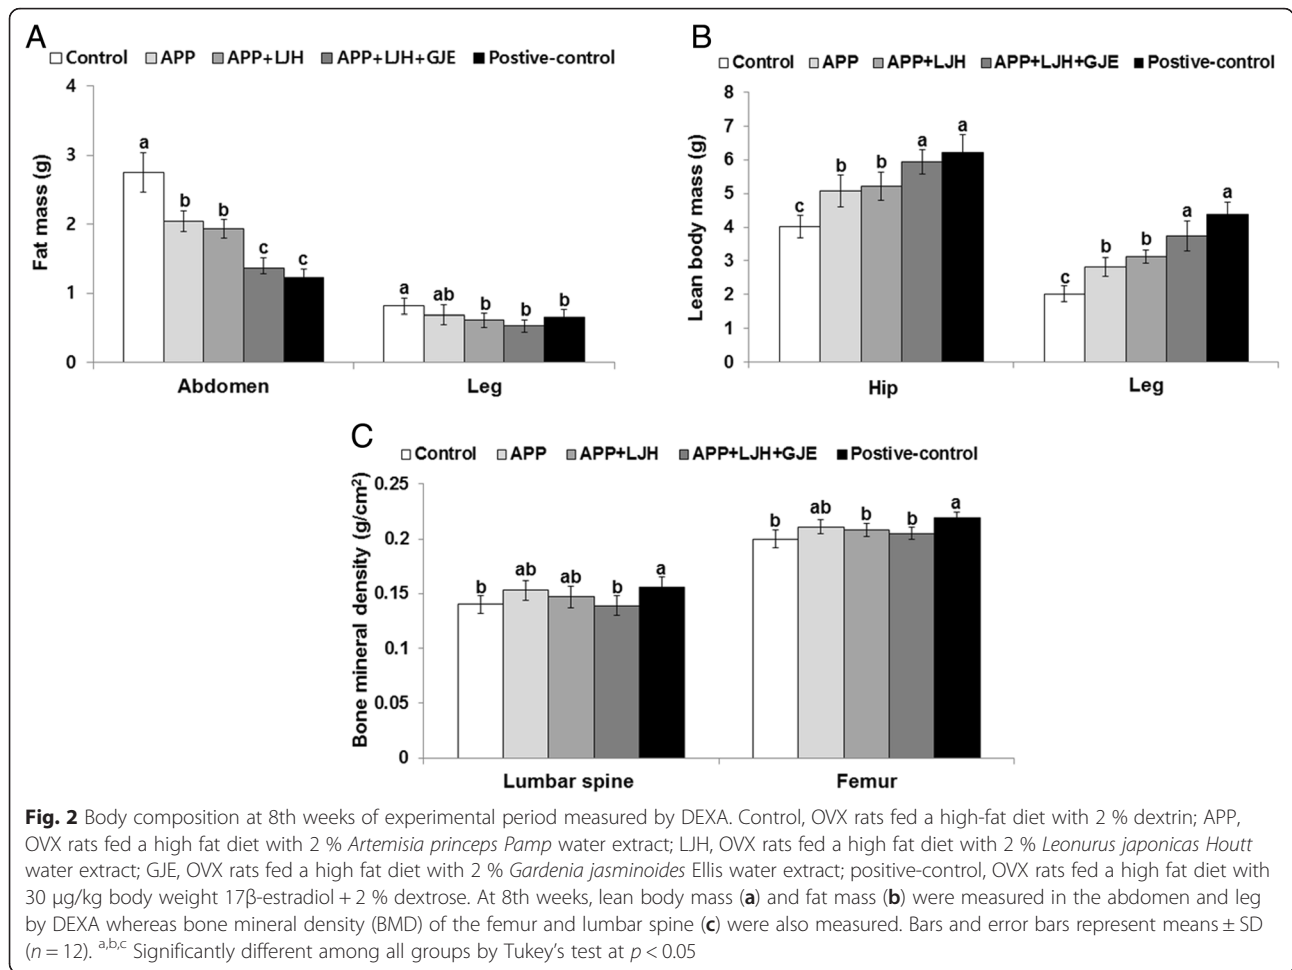 A
Control APP APP+LJH APP+LJH+GJE Postive-control
Fat mass (g)
4
3
2
1
0
a
b
b
c
c
a
ab
b
b
b
Abdomen Leg
B
Control APP APP+LJH APP+LJH+GJE Postive-control
Lean body mass (g)
8
7
6
5
4
3
2
1
0
c
b
b
a
a
c
b
b
a
a
Hip Leg
C
Control APP APP+LJH APP+LJH+GJE Postive-control
Bone mineral density (g/cm2)
0.25
0.2
0.15
0.1
0.05
0
b
ab
ab
b
a
b
ab
b
b
a
Lumbar spine Femur
Fig. 2 Body composition at 8th weeks of experimental period measured by DEXA. Control, OVX rats fed a high-fat diet with 2 % dextrin; APP,
OVX rats fed a high fat diet with 2 % Artemisia princeps Pamp water extract; LJH, OVX rats fed a high fat diet with 2 % Leonurus japonicas Houtt
water extract; GJE, OVX rats fed a high fat diet with 2 % Gardenia jasminoides Ellis water extract; positive-control, OVX rats fed a high fat diet with
30 μg/kg body weight 17β-estradiol + 2 % dextrose. At 8th weeks, lean body mass (a) and fat mass (b) were measured in the abdomen and leg
by DEXA whereas bone mineral density (BMD) of the femur and lumbar spine (c) were also measured. Bars and error bars represent means ± SD
(n = 12). a,b,c Significantly different among all groups by Tukey's test at p < 0.05